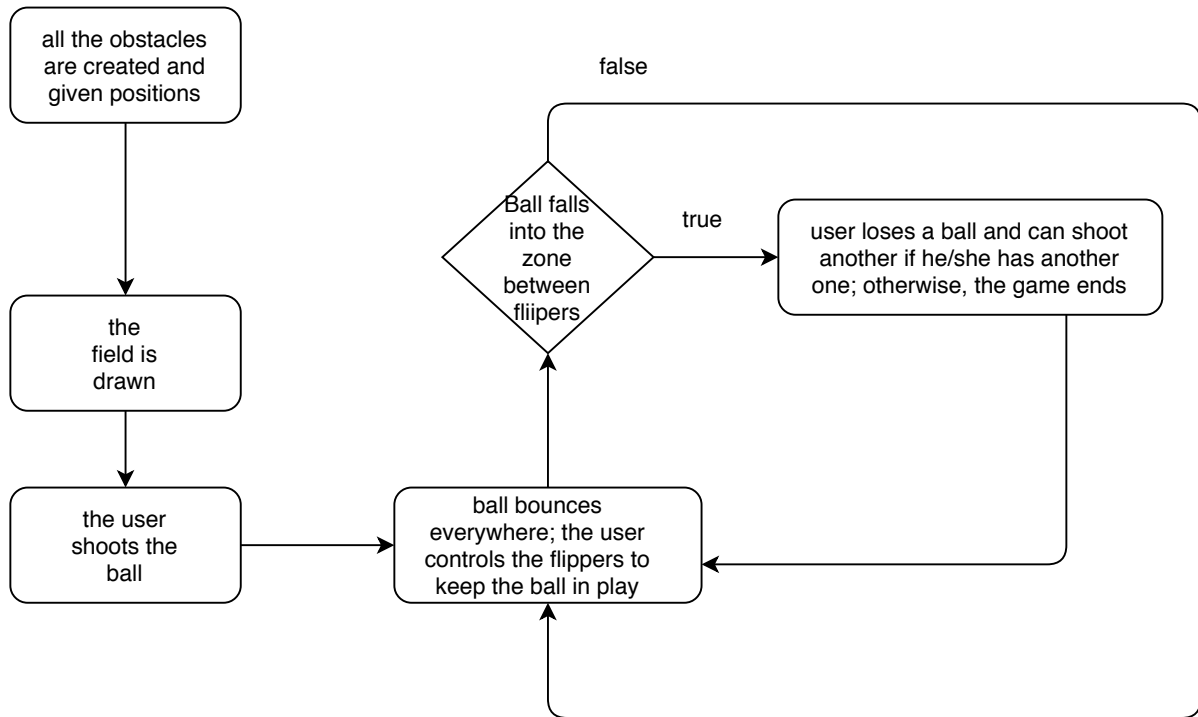 all the obstacles
are created and
given positions
the
field is
drawn
the user
shoots the
ball
ball bounces
everywhere; the user
controls the flippers to
keep the ball in play
Ball falls
into the
zone
between
fliipers
false
true
user loses a ball and can shoot
another if he/she has another
one; otherwise, the game ends